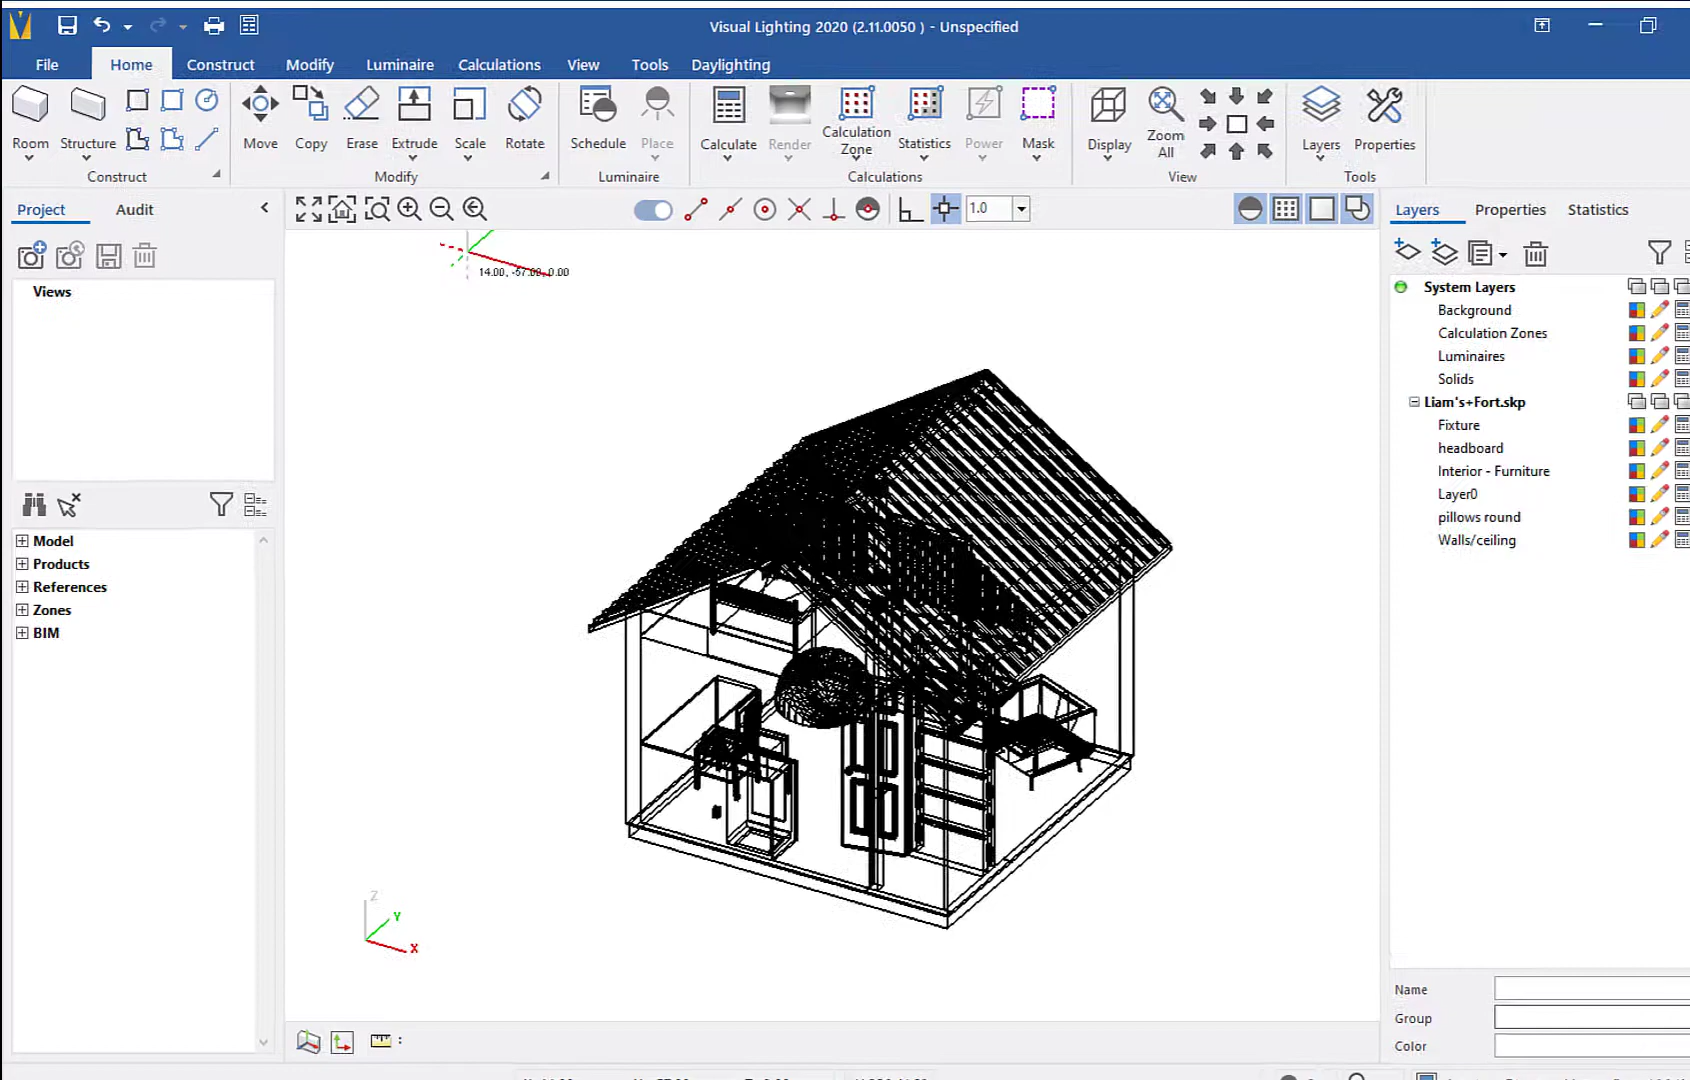 Visual Lighting 2020 (2.11.0050 ) - Unspecified
File Home Construct Modify Luminaire Calculations View Tools Daylighting
Room Structure Move Copy Erase Extrude Scale Rotate Schedule Place Calculate Render Calculation Zone Statistics Power Mask Display Zoom All Layers Properties
Construct Modify Luminaire Calculations View Tools
Project Audit
1.0
Layers Properties Statistics
14.00, -57.00, 0.00
Views
System Layers
Background
Calculation Zones
Luminaires
Solids
Liam's+Fort.skp
Fixture
headboard
Interior - Furniture
Layer0
pillows round
Walls/ceiling
Model
Products
References
Zones
BIM
Z
Y
X
Name
Group
Color
: